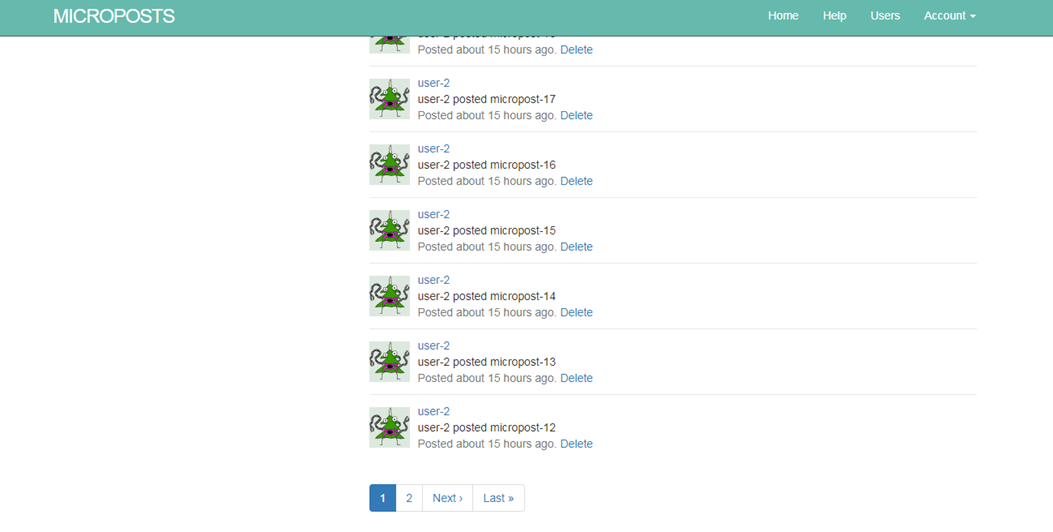 MICROPOSTS
Home Help Users Account
Posted about 15 hours ago. Delete
user-2
user-2 posted micropost-17
Posted about 15 hours ago. Delete
user-2
user-2 posted micropost-16
Posted about 15 hours ago. Delete
user-2
user-2 posted micropost-15
Posted about 15 hours ago. Delete
user-2
user-2 posted micropost-14
Posted about 15 hours ago. Delete
user-2
user-2 posted micropost-13
Posted about 15 hours ago. Delete
user-2
user-2 posted micropost-12
Posted about 15 hours ago. Delete
1 2 Next › Last »